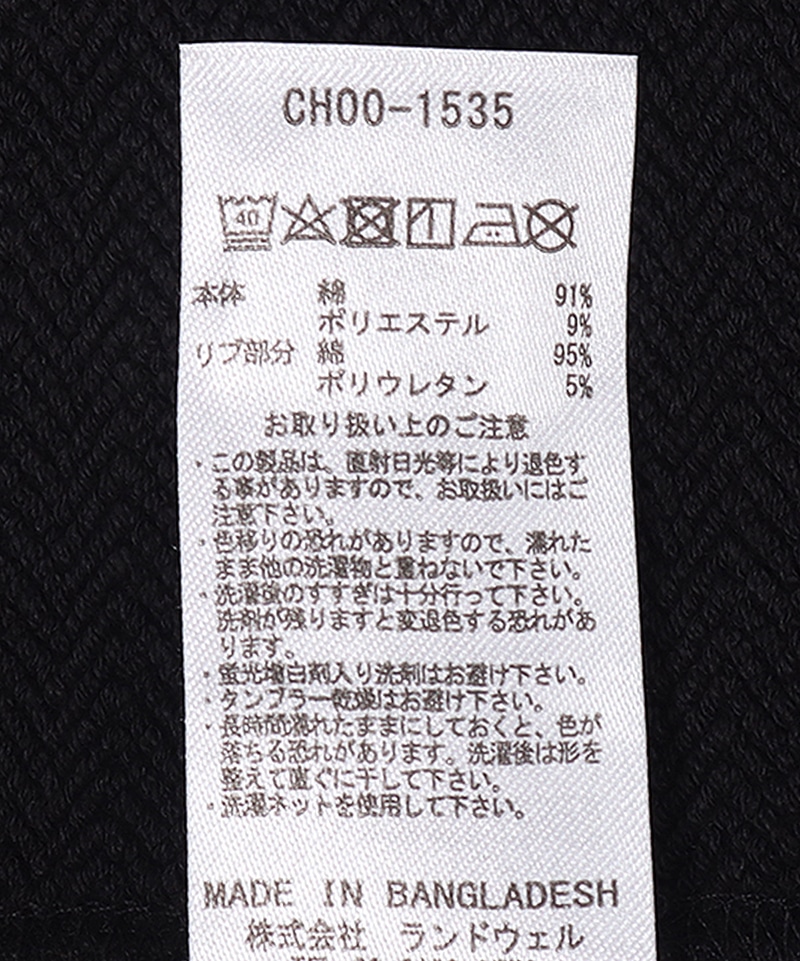 CH00-1535
40
本体 綿 91%
ポリエステル 9%
リブ部分 綿 95%
ポリウレタン 5%
お取り扱い上のご注意
・この製品は、直射日光等により退色す
る事がありますので、お取扱いにはご
注意下さい。
・色移りの恐れがありますので、濡れた
まま他の洗濯物と重ねないで下さい。
・洗濯後のすすぎは十分行って下さい。
洗剤が残りますと変退色する恐れがあ
ります。
・蛍光増白剤入り洗剤はお避け下さい。
・タンブラー乾燥はお避け下さい。
・長時間濡れたままにしておくと、色が
落ちる恐れがあります。洗濯後は形を
整えて直ぐに干して下さい。
・洗濯ネットを使用して下さい。
MADE IN BANGLADESH
株式会社 ランドウェル